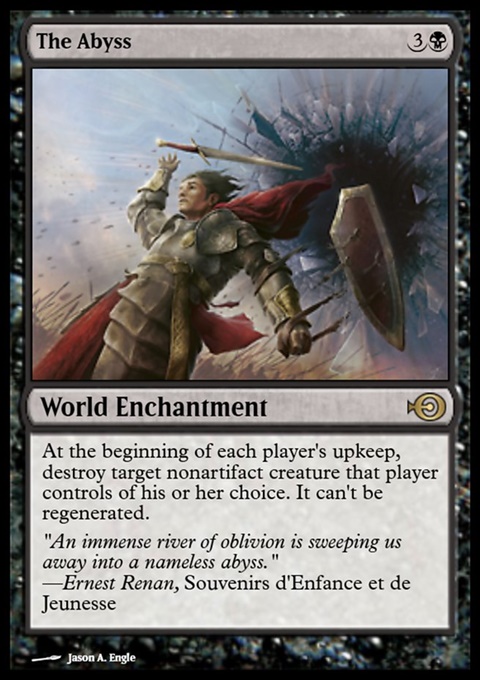 The Abyss
3
World Enchantment
At the beginning of each player's upkeep,
destroy target nonartifact creature that player
controls of his or her choice. It can't be
regenerated.
"An immense river of oblivion is sweeping us
away into a nameless abyss."
—Ernest Renan, Souvenirs d'Enfance et de
Jeunesse
Jason A. Engle